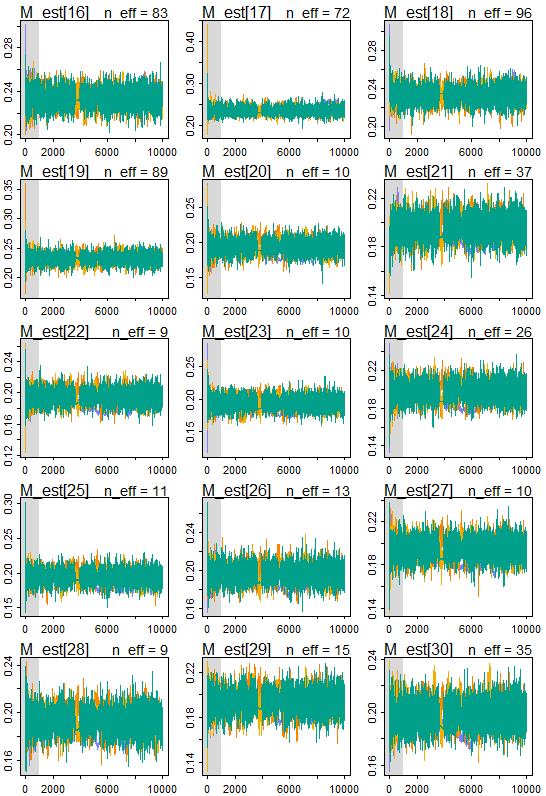 M_est[16] n_eff = 83 M_est[17] n_eff = 72 M_est[18] n_eff = 96
0.20 0.24 0.28
0.20 0.30 0.40
0.20 0.24 0.28
0 2000 6000 10000 0 2000 6000 10000 0 2000 6000 10000
M_est[19] n_eff = 89 M_est[20] n_eff = 10 M_est[21] n_eff = 37
0.20 0.25 0.30 0.35
0.15 0.20 0.25
0.14 0.18 0.22
0 2000 6000 10000 0 2000 6000 10000 0 2000 6000 10000
M_est[22] n_eff = 9 M_est[23] n_eff = 10 M_est[24] n_eff = 26
0.12 0.16 0.20 0.24
0.15 0.20 0.25
0.14 0.18 0.22
0 2000 6000 10000 0 2000 6000 10000 0 2000 6000 10000
M_est[25] n_eff = 11 M_est[26] n_eff = 13 M_est[27] n_eff = 10
0.15 0.20 0.25 0.30
0.16 0.20 0.24
0.14 0.18 0.22
0 2000 6000 10000 0 2000 6000 10000 0 2000 6000 10000
M_est[28] n_eff = 9 M_est[29] n_eff = 15 M_est[30] n_eff = 35
0.16 0.20 0.24
0.14 0.18 0.22
0.16 0.20 0.24
0 2000 6000 10000 0 2000 6000 10000 0 2000 6000 10000